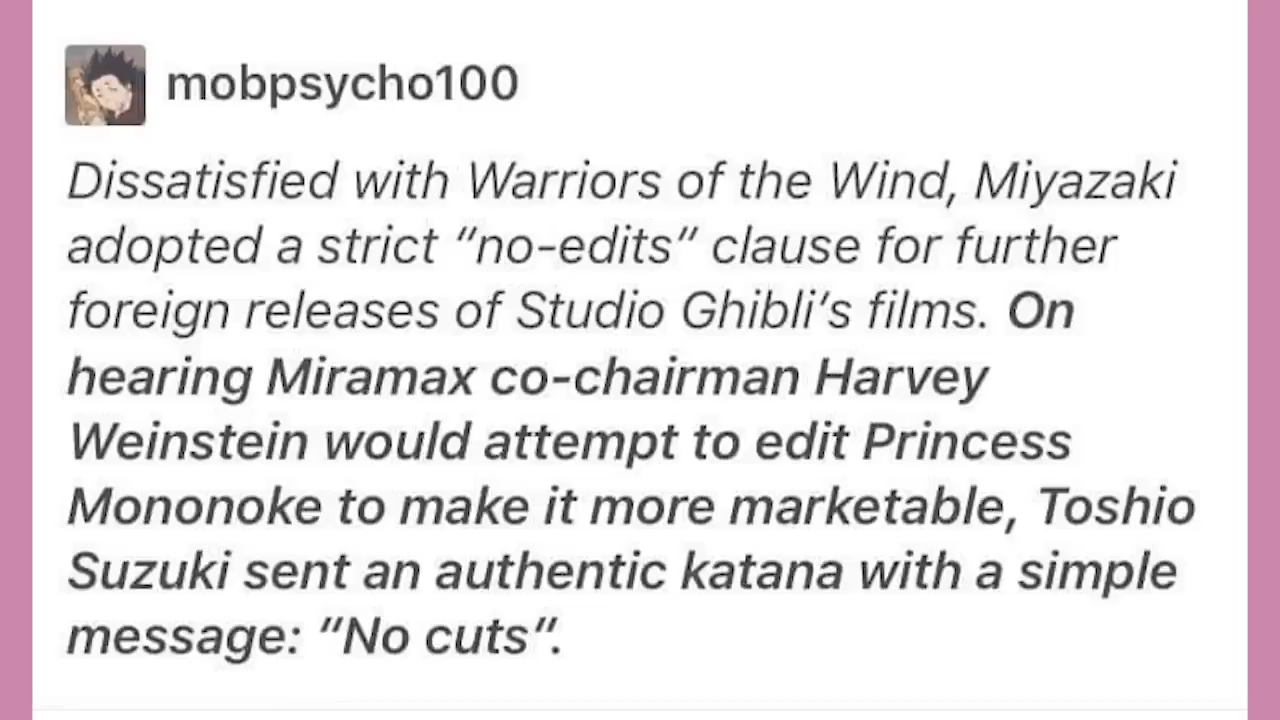 mobpsycho100
Dissatisfied with Warriors of the Wind, Miyazaki
adopted a strict “no-edits” clause for further
foreign releases of Studio Ghibli’s films. On
hearing Miramax co-chairman Harvey
Weinstein would attempt to edit Princess
Mononoke to make it more marketable, Toshio
Suzuki sent an authentic katana with a simple
message: “No cuts”.